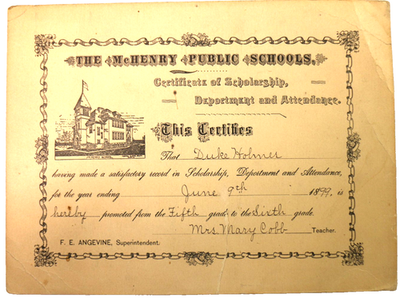 THE McHENRY PUBLIC SCHOOLS.
Certificate of Scholarship,
Deportment and Attendance.
This Certifies
That Duke Wolmer
having made a satisfactory record in Scholarship, Deportment and Attendance,
for the year ending June 9th 1899, is
hereby promoted from the Fifth grade to the Sixth grade.
Mrs. Mary Cobb Teacher.
F. E. ANGEVINE, Superintendent.